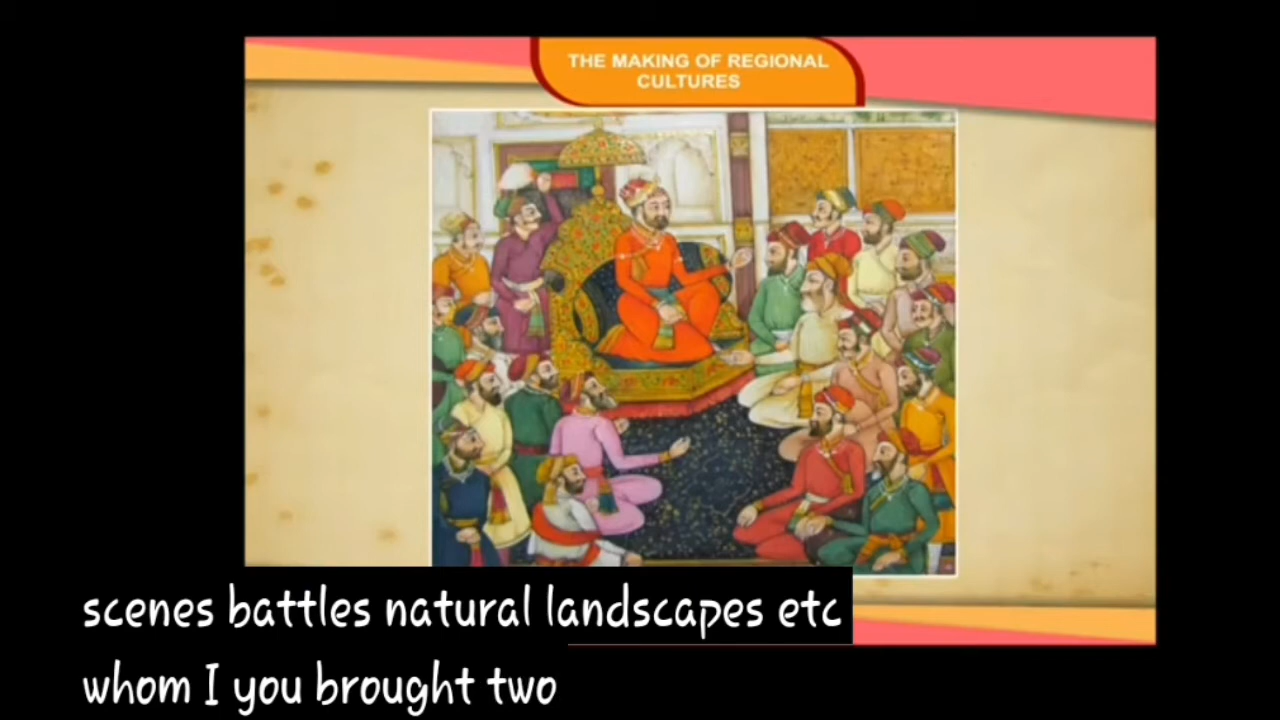 THE MAKING OF REGIONAL
CULTURES
scenes battles natural landscapes etc
whom I you brought two